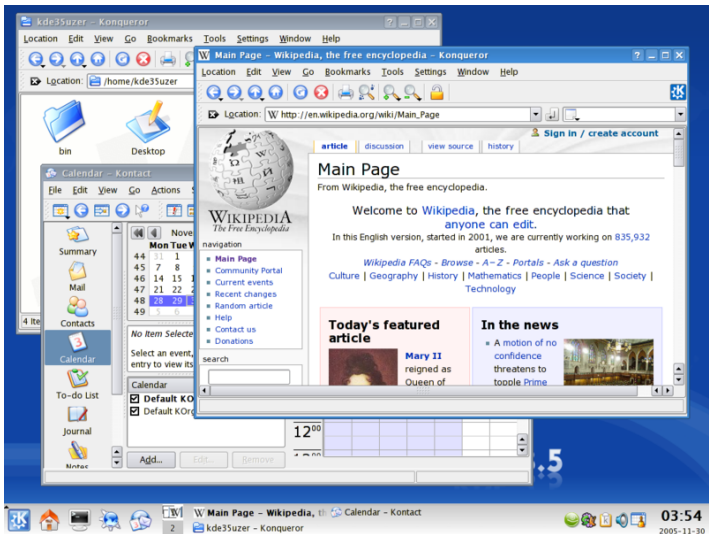 kde35uzer – Konqueror
Location Edit View Go Bookmarks Tools Settings Window Help
Location: /home/kde35uzer
bin
Desktop
4 Ite
Calendar – Kontact
File Edit View Go Actions
Summary
Mail
Contacts
Calendar
To-do List
Journal
Notes
Nove
Mon Tue W
44 31 1
45 7 8
46 14 15
47 21 22
48 28 29
49 5 6
No Item Selecte
Select an event,
entry to view its
Calendar
Default KO
Default KOrg
Add... Edit... Remove
12 00
Main Page – Wikipedia, the free encyclopedia – Konqueror
Location Edit View Go Bookmarks Tools Settings Window Help
Location: http://en.wikipedia.org/wiki/Main_Page
WIKIPEDIA
The Free Encyclopedia
navigation
Main Page
Community Portal
Current events
Recent changes
Random article
Help
Contact us
Donations
search
Sign in / create account
article discussion view source history
Main Page
From Wikipedia, the free encyclopedia.
Welcome to Wikipedia, the free encyclopedia that
anyone can edit.
In this English version, started in 2001, we are currently working on 835,932
articles.
Wikipedia FAQs – Browse – A–Z – Portals – Ask a question
Culture | Geography | History | Mathematics | People | Science | Society |
Technology
Today's featured
article
Mary II
reigned as
Queen of
In the news
A motion of no
confidence
threatens to
topple Prime
.5
2
Main Page – Wikipedia, th
Calendar – Kontact
kde35uzer – Konqueror
03:54
2005-11-30